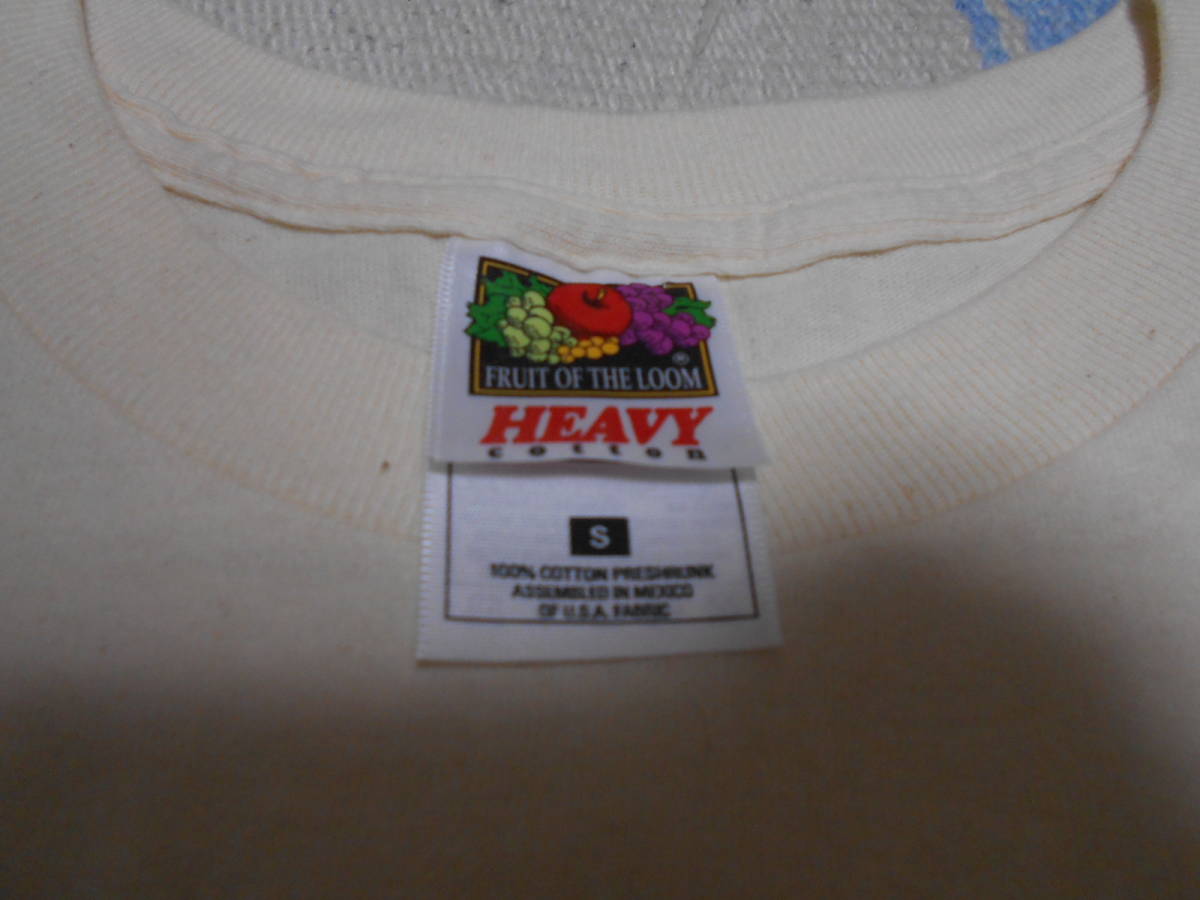 ®
FRUIT OF THE LOOM
HEAVY
cotton
S
100% COTTON PRESHRUNK
ASSEMBLED IN MEXICO
OF U.S.A. FABRIC